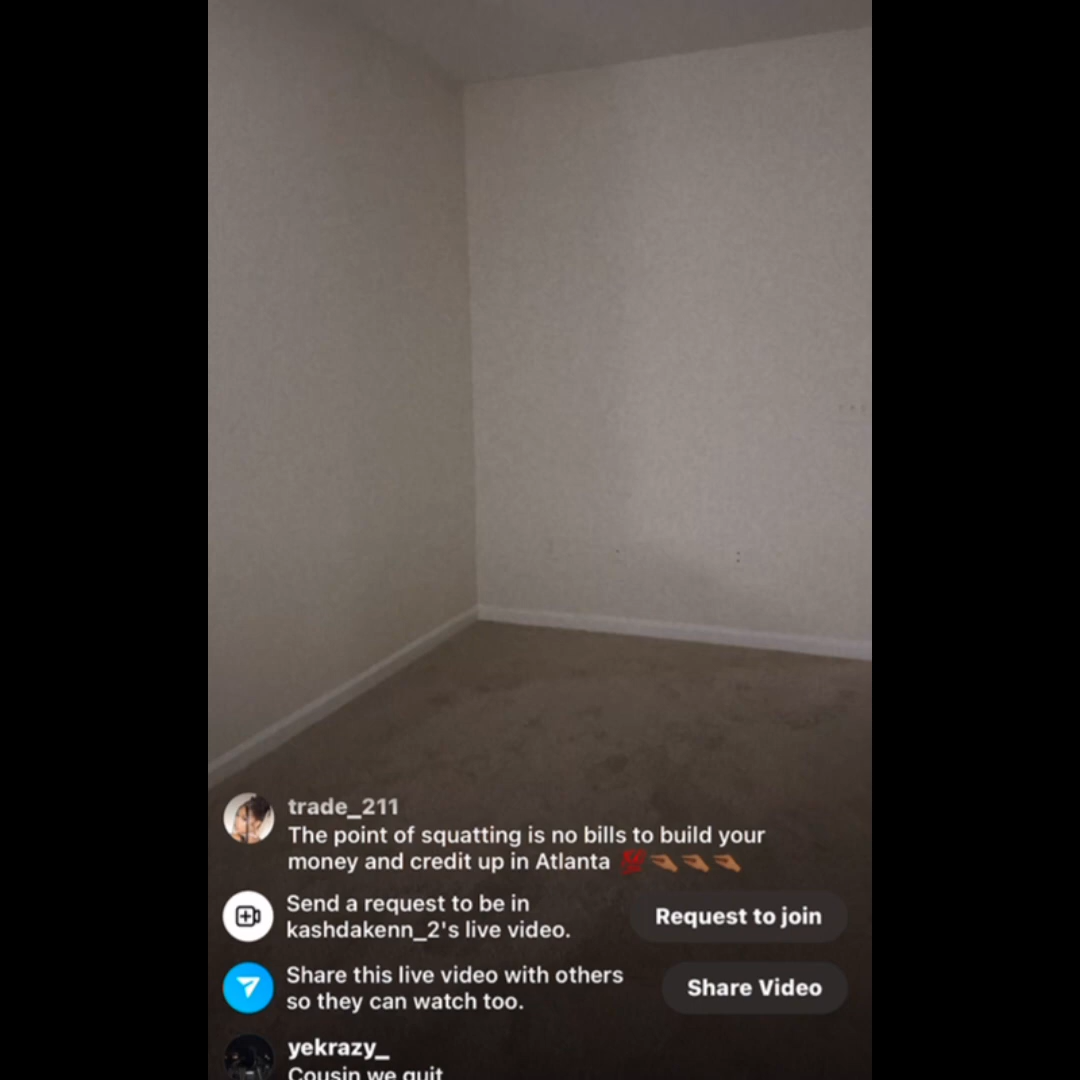 trade_211
The point of squatting is no bills to build your
money and credit up in Atlanta 💯🤏🏾🤏🏾🤏🏾
Send a request to be in
kashdakenn_2's live video.
Request to join
Share this live video with others
so they can watch too.
Share Video
yekrazy_
Cousin we quit